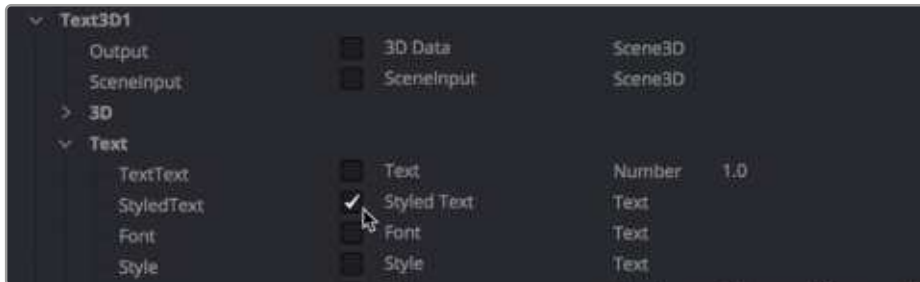 Text3D1
Output 3D Data Scene3D
SceneInput SceneInput Scene3D
3D
Text
TextText Text Number 1.0
StyledText Styled Text Text
Font Font Text
Style Style Text